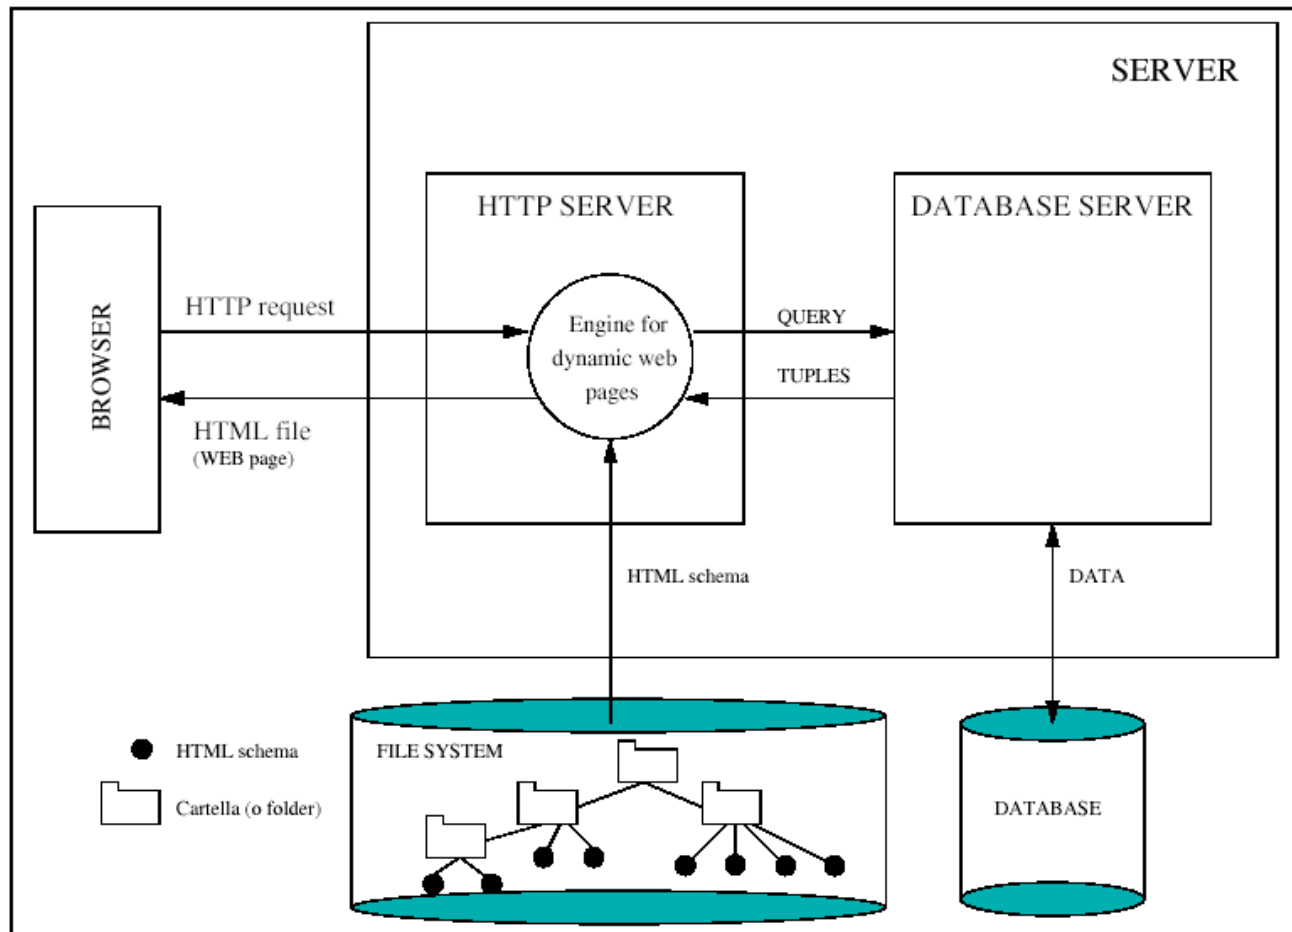 SERVER
HTTP SERVER
DATABASE SERVER
BROWSER
HTTP request
Engine for
dynamic web
pages
QUERY
TUPLES
HTML file
(WEB page)
HTML schema
DATA
FILE SYSTEM
HTML schema
Cartella (o folder)
DATABASE